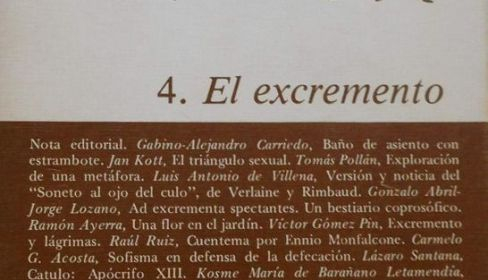 4. El excremento
Nota editorial. Gabino-Alejandro Carriedo, Baño de asiento con
estrambote. Jan Kott, El triángulo sexual. Tomás Pollán, Exploración
de una metáfora. Luis Antonio de Villena, Versión y noticia del
“Soneto al ojo del culo”, de Verlaine y Rimbaud. Gonzalo Abril-
Jorge Lozano, Ad excrementa spectantes. Un bestiario coprosófico.
Ramón Ayerra, Una flor en el jardín. Víctor Gómez Pin, Excremento
y lágrimas. Raúl Ruiz, Cuentema por Ennio Monfalcone. Carmelo
G. Acosta, Sofisma en defensa de la defecación. Lázaro Santana,
Catulo: Apócrifo XIII. Kosme María de Barañano Letamendia,